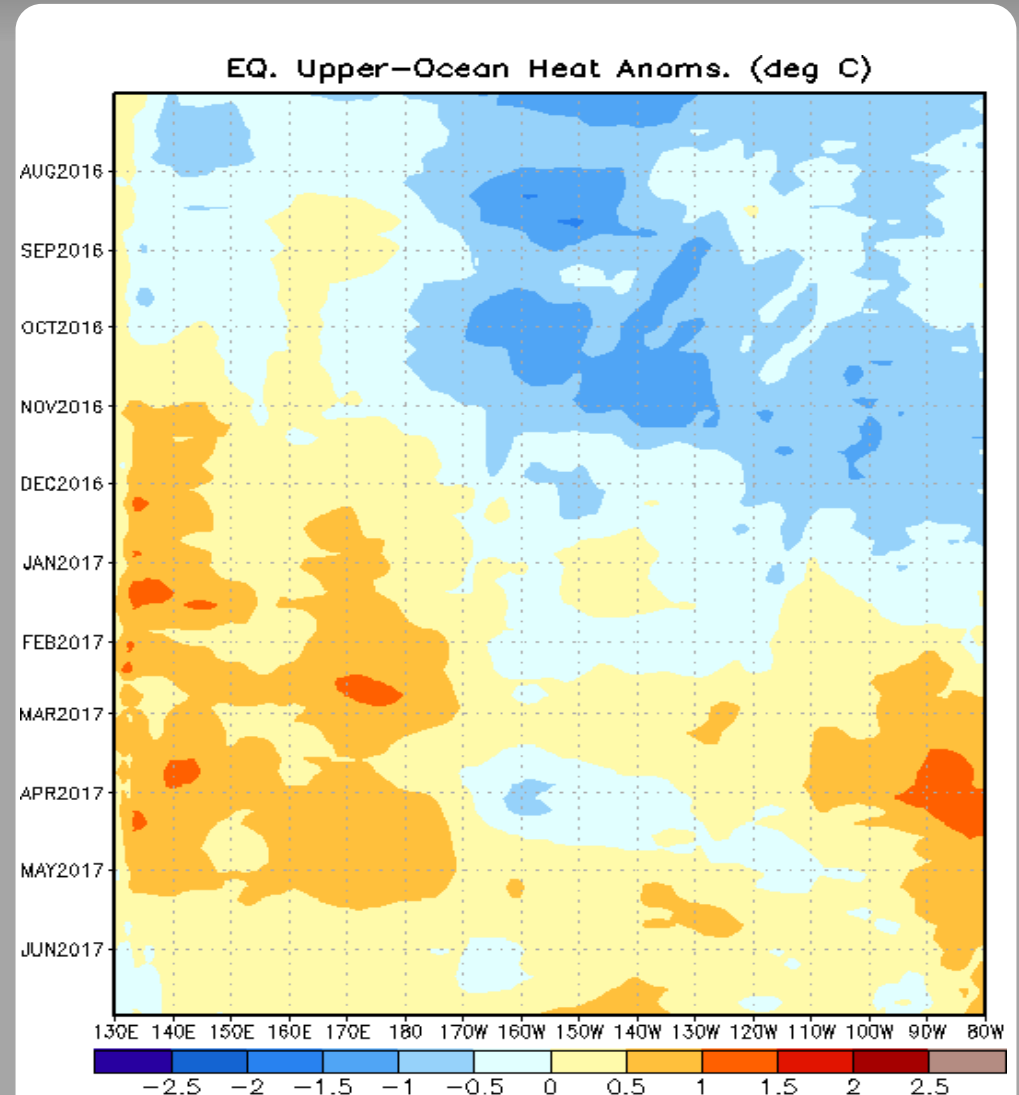 EQ. Upper-Ocean Heat Anoms. (deg C)
AUG2016
SEP2016
OCT2016
NOV2016
DEC2016
JAN2017
FEB2017
MAR2017
APR2017
MAY2017
JUN2017
130E 140E 150E 160E 170E 180 170W 160W 150W 140W 130W 120W 110W 100W 90W 80W
-2.5 -2 -1.5 -1 -0.5 0 0.5 1 1.5 2 2.5